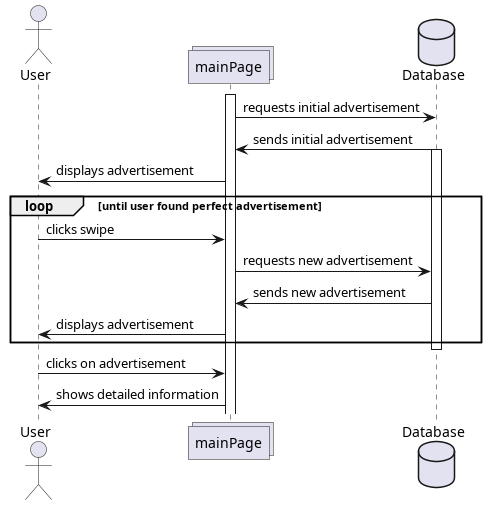 User
mainPage
Database
requests initial advertisement
sends initial advertisement
displays advertisement
loop [until user found perfect advertisement]
clicks swipe
requests new advertisement
sends new advertisement
displays advertisement
clicks on advertisement
shows detailed information
User
mainPage
Database